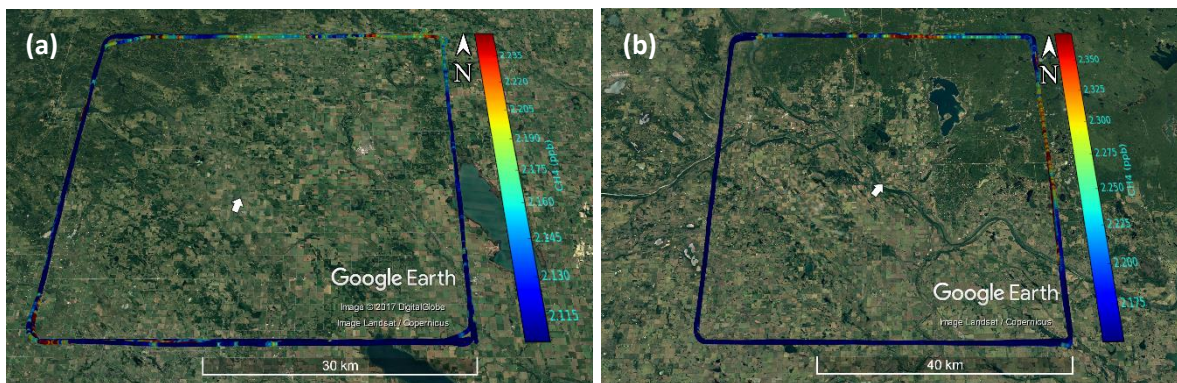 (a)
N
2.235
2.220
2.205
2.190
2.175
2.160
2.145
2.130
2.115
CH4 (ppb)
Google Earth
Image © 2017 DigitalGlobe
Image Landsat / Copernicus
30 km
(b)
N
2.350
2.325
2.300
2.275
2.250
2.225
2.200
2.175
CH4 (ppb)
Google Earth
Image Landsat / Copernicus
40 km